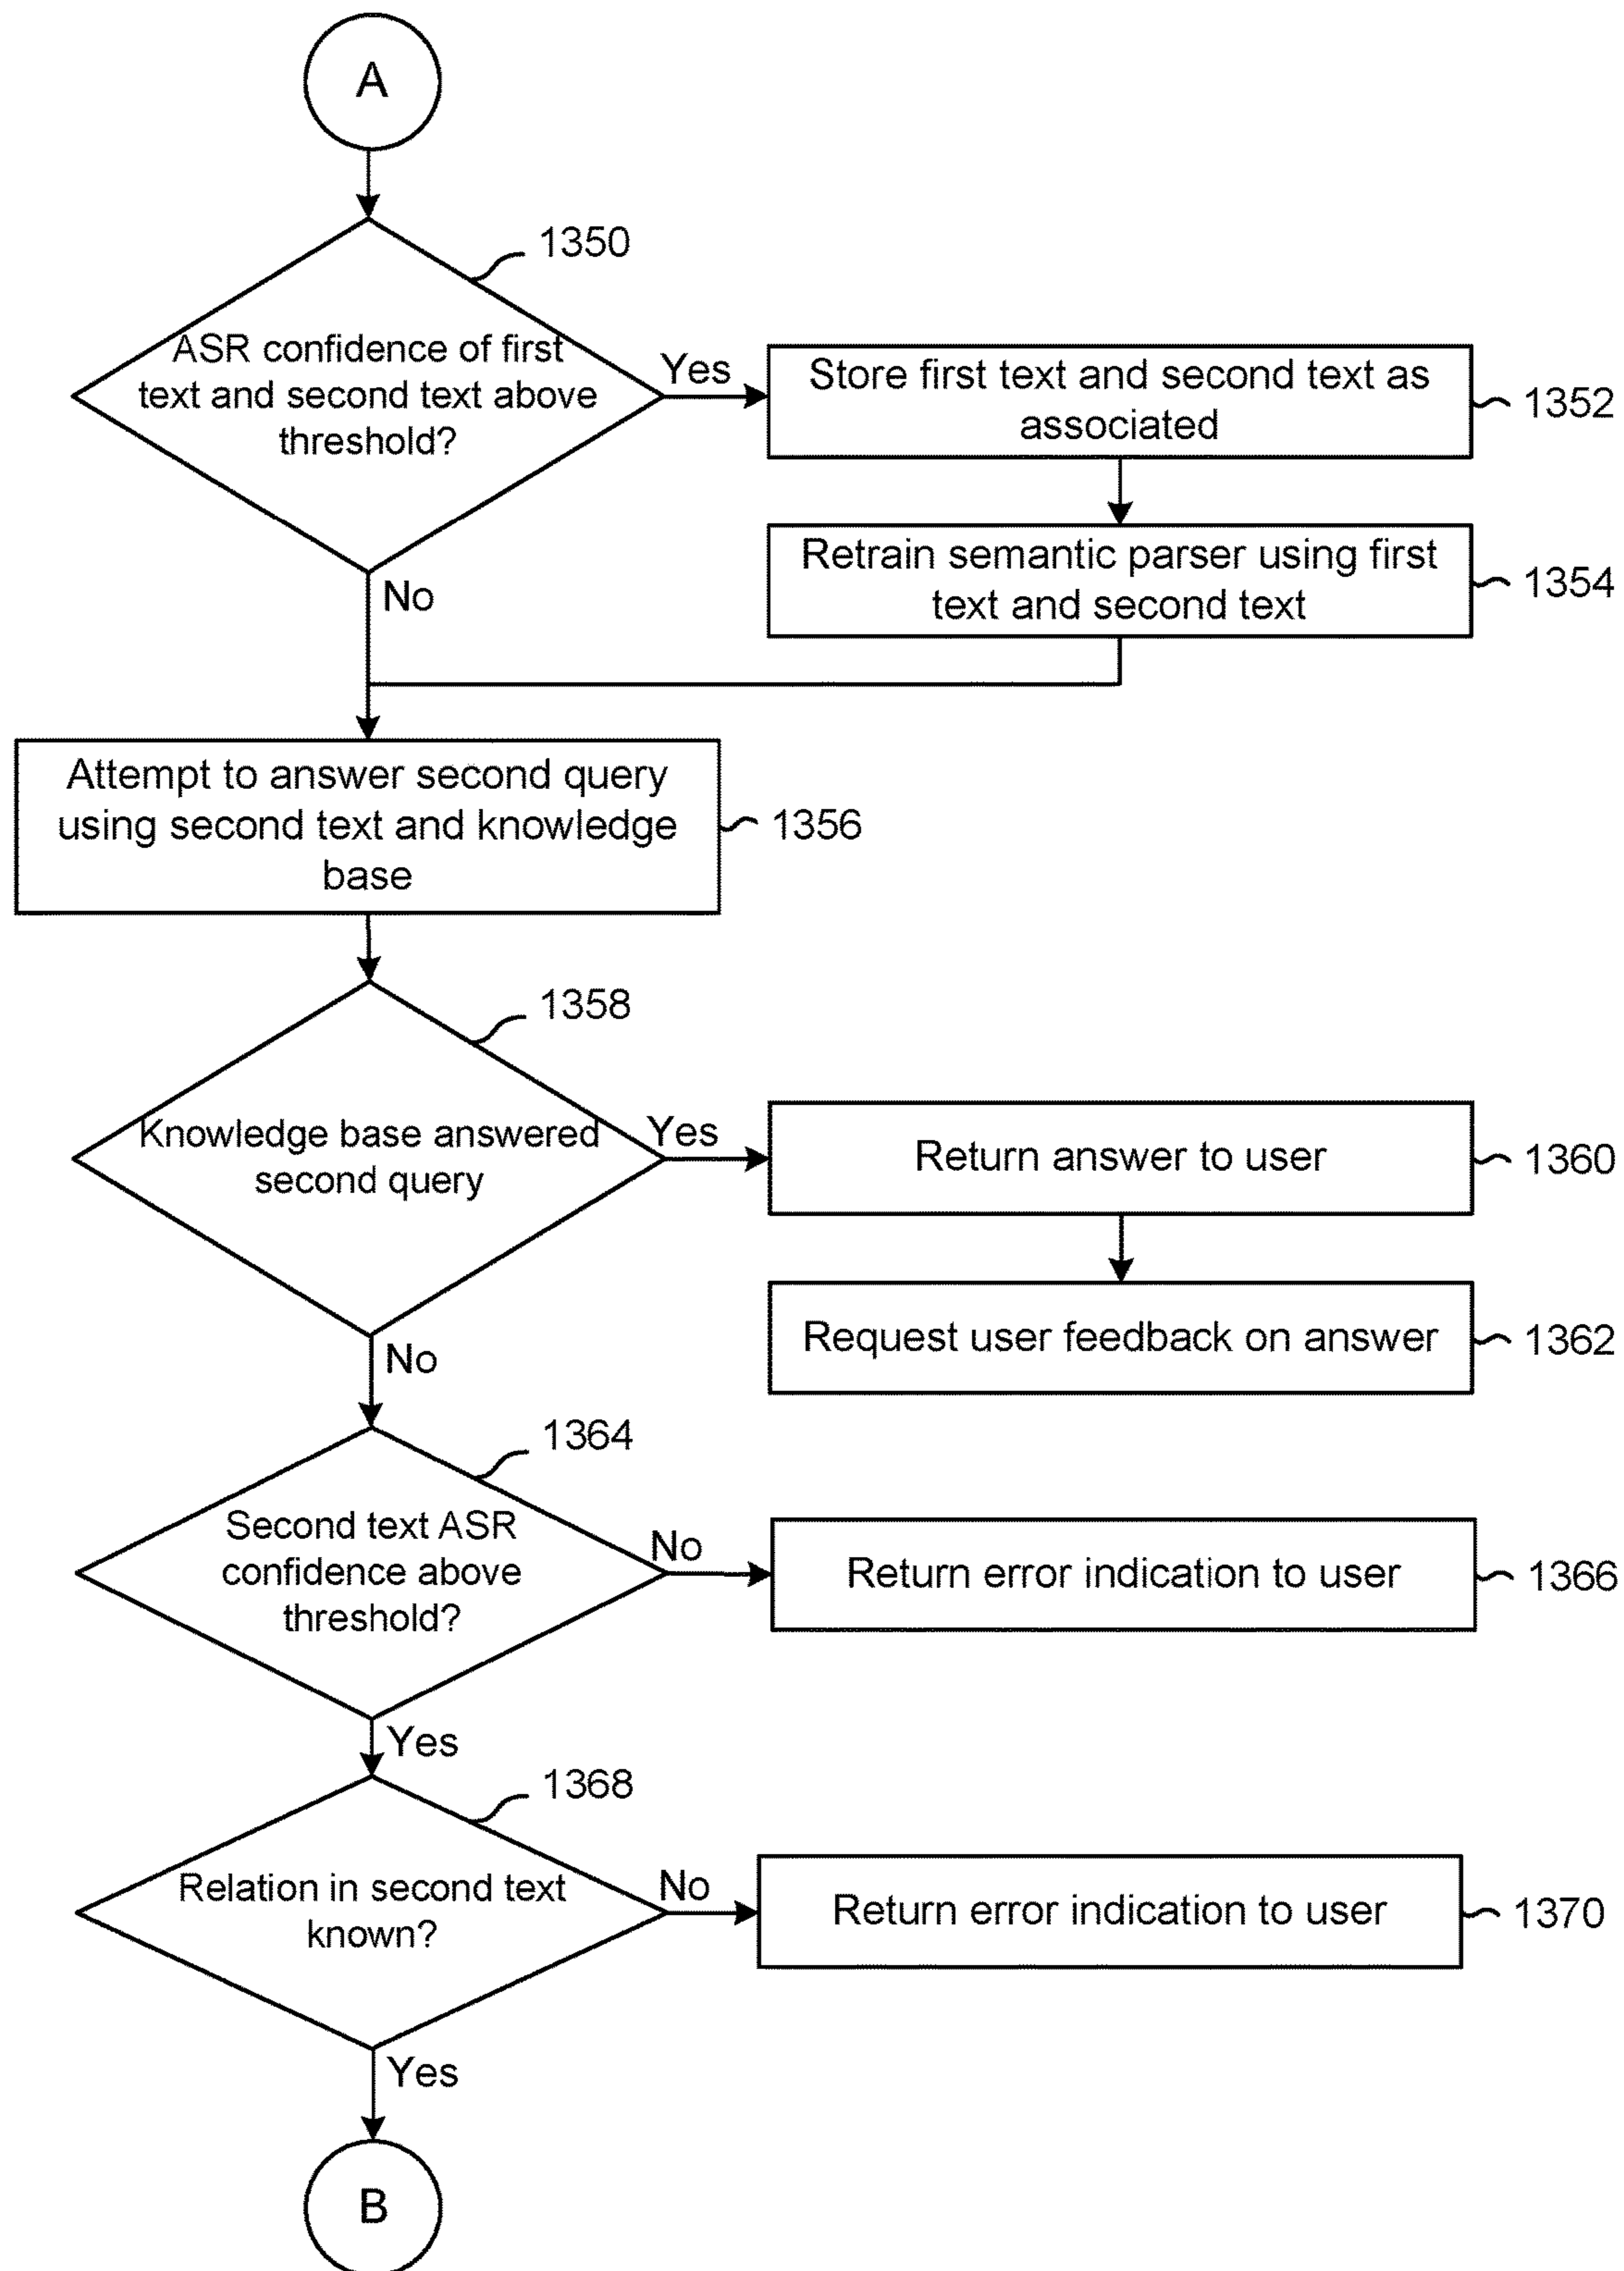 A
1350
ASR confidence of first
text and second text above
threshold?
Yes
Store first text and second text as
associated
1352
Retrain semantic parser using first
text and second text
1354
No
Attempt to answer second query
using second text and knowledge
base
1356
1358
Knowledge base answered
second query
Yes
Return answer to user
1360
Request user feedback on answer
1362
No
1364
Second text ASR
confidence above
threshold?
No
Return error indication to user
1366
Yes
1368
Relation in second text
known?
No
Return error indication to user
1370
Yes
B